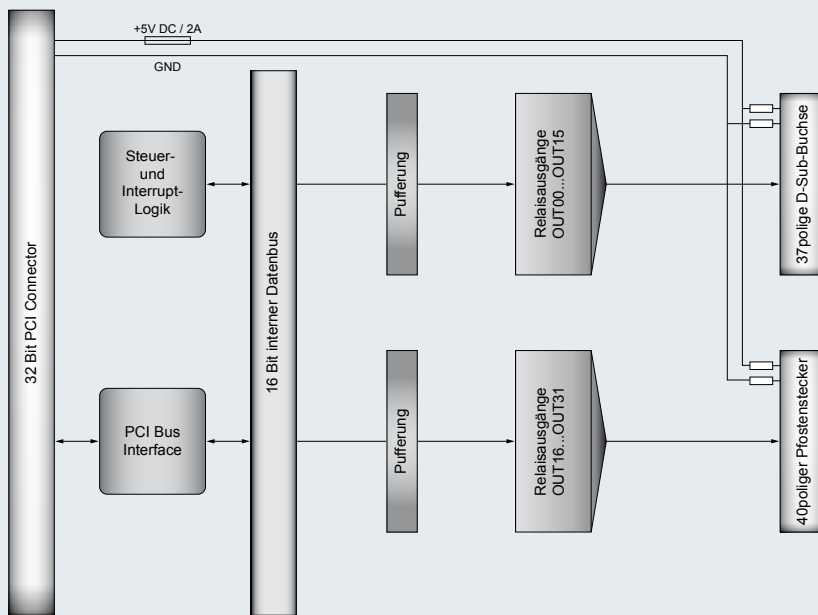 +5V DC / 2A
GND
32 Bit PCI Connector
Steuer-
und
Interrupt-
Logik
PCI Bus
Interface
16 Bit interner Datenbus
Pufferung
Relaisausgänge
OUT00...OUT15
37polige D-Sub-Buchse
Pufferung
Relaisausgänge
OUT16...OUT31
40poliger Pfostenstecker